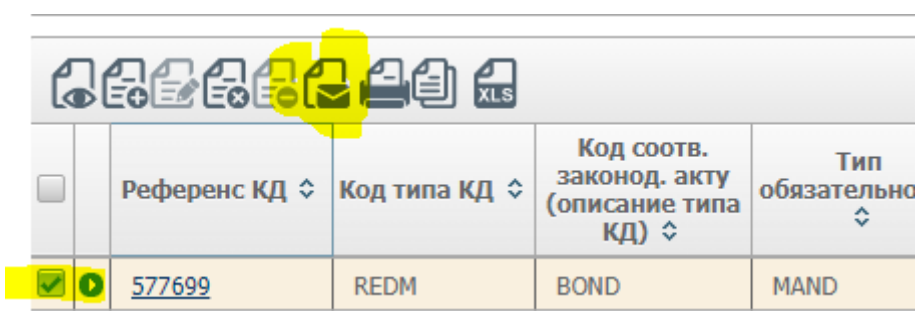 XLS
Код соотв.
законод. акту
(описание типа
КД)
Тип
обязательно
Референс КД
Код типа КД
577699
REDM
BOND
MAND